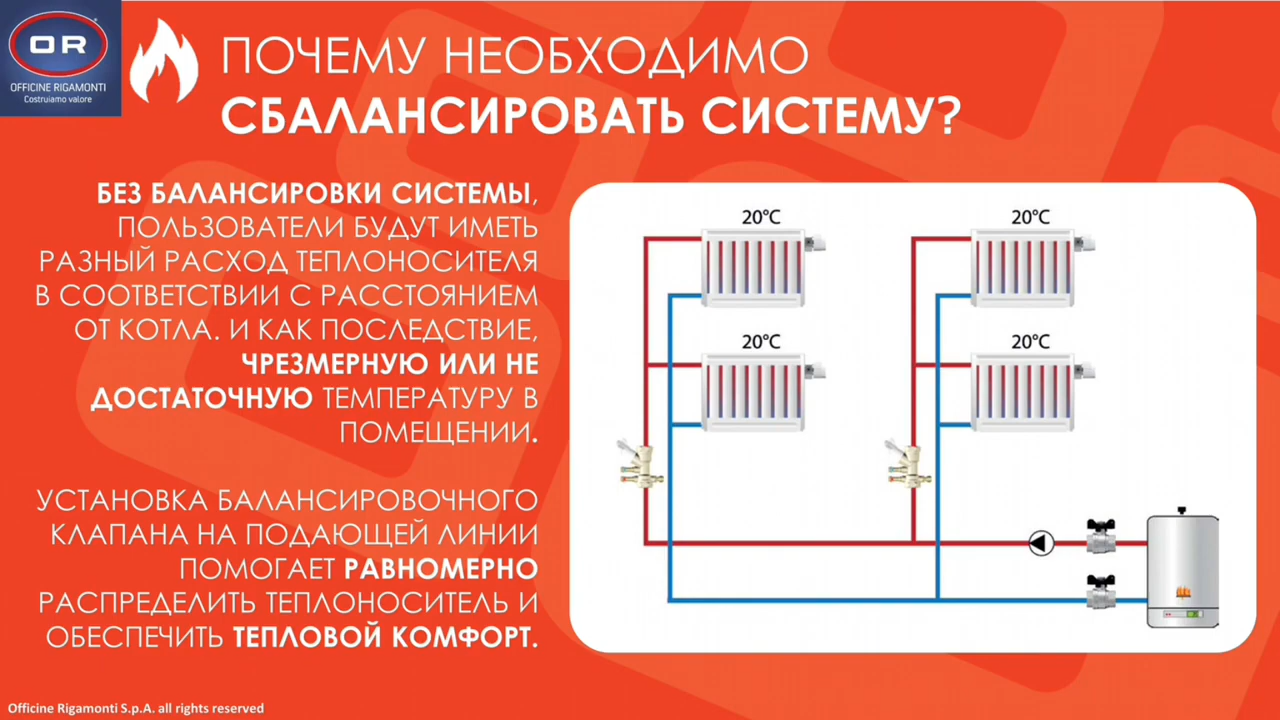 OR
OFFICINE RIGAMONTI
Costruiamo valore
ПОЧЕМУ НЕОБХОДИМО
СБАЛАНСИРОВАТЬ СИСТЕМУ?
БЕЗ БАЛАНСИРОВКИ СИСТЕМЫ,
ПОЛЬЗОВАТЕЛИ БУДУТ ИМЕТЬ
РАЗНЫЙ РАСХОД ТЕПЛОНОСИТЕЛЯ
В СООТВЕТСТВИИ С РАССТОЯНИЕМ
ОТ КОТЛА. И КАК ПОСЛЕДСТВИЕ,
ЧРЕЗМЕРНУЮ ИЛИ НЕ
ДОСТАТОЧНУЮ ТЕМПЕРАТУРУ В
ПОМЕЩЕНИИ.
УСТАНОВКА БАЛАНСИРОВОЧНОГО
КЛАПАНА НА ПОДАЮЩЕЙ ЛИНИИ
ПОМОГАЕТ РАВНОМЕРНО
РАСПРЕДЕЛИТЬ ТЕПЛОНОСИТЕЛЬ И
ОБЕСПЕЧИТЬ ТЕПЛОВОЙ КОМФОРТ.
20°C
20°C
20°C
20°C
Officine Rigamonti S.p.A. all rights reserved